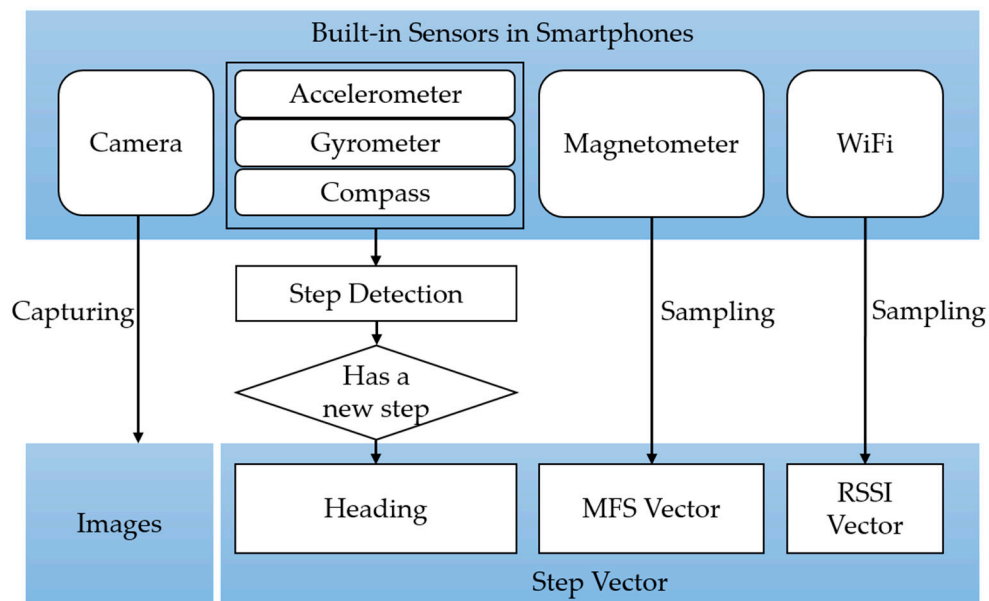 Built-in Sensors in Smartphones
Camera
Accelerometer
Gyrometer
Compass
Magnetometer
WiFi
Capturing
Step Detection
Sampling
Sampling
Has a
new step
Images
Heading
MFS Vector
RSSI
Vector
Step Vector